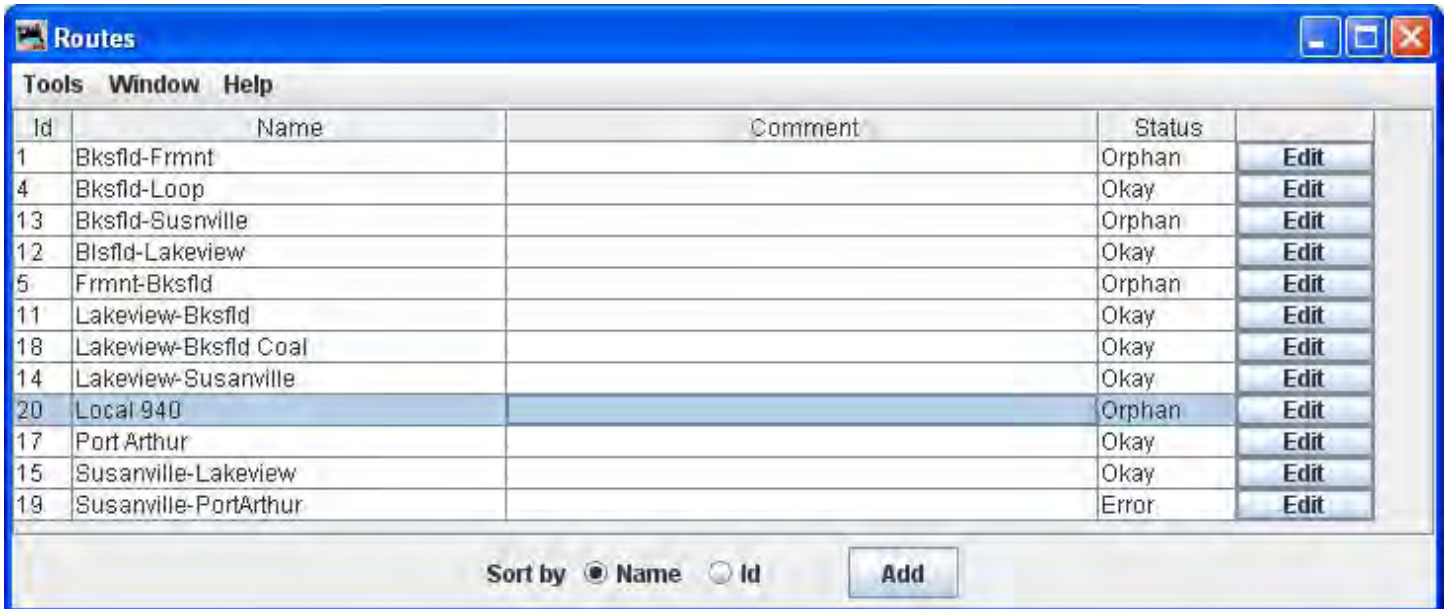 Routes
Tools Window Help
Id Name Comment Status
1 Bksfld-Frmnt Orphan Edit
4 Bksfld-Loop Okay Edit
13 Bksfld-Susnville Orphan Edit
12 Blsfld-Lakeview Okay Edit
5 Frmnt-Bksfld Orphan Edit
11 Lakeview-Bksfld Okay Edit
18 Lakeview-Bksfld Coal Okay Edit
14 Lakeview-Susanville Okay Edit
20 Local 940 Orphan Edit
17 Port Arthur Okay Edit
15 Susanville-Lakeview Okay Edit
19 Susanville-PortArthur Error Edit
Sort by Name Id Add